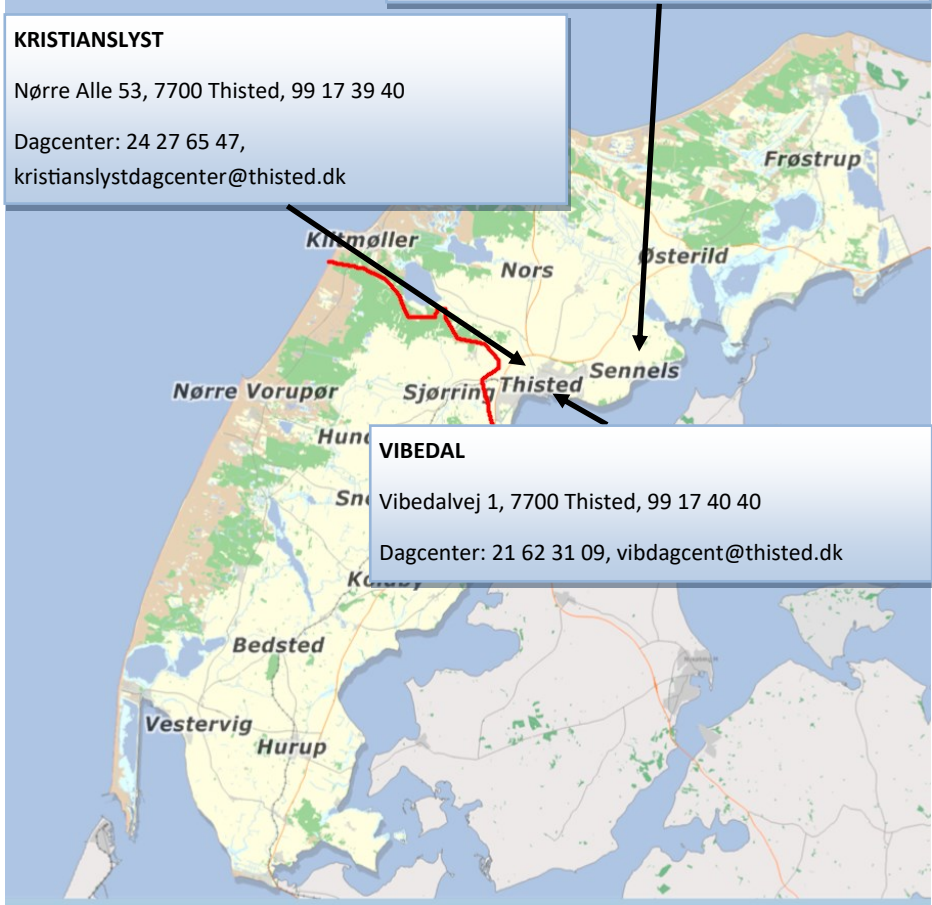 KRISTIANSLYST
Nørre Alle 53, 7700 Thisted, 99 17 39 40
Dagcenter: 24 27 65 47,
kristianslystdagcenter@thisted.dk
Frøstrup
Klitmøller
Nors
Østerild
Sennels
Nørre Vorupør
Sjørring
Thisted
VIBEDAL
Vibedalvej 1, 7700 Thisted, 99 17 40 40
Dagcenter: 21 62 31 09, vibdagcent@thisted.dk
Bedsted
Vestervig
Hurup